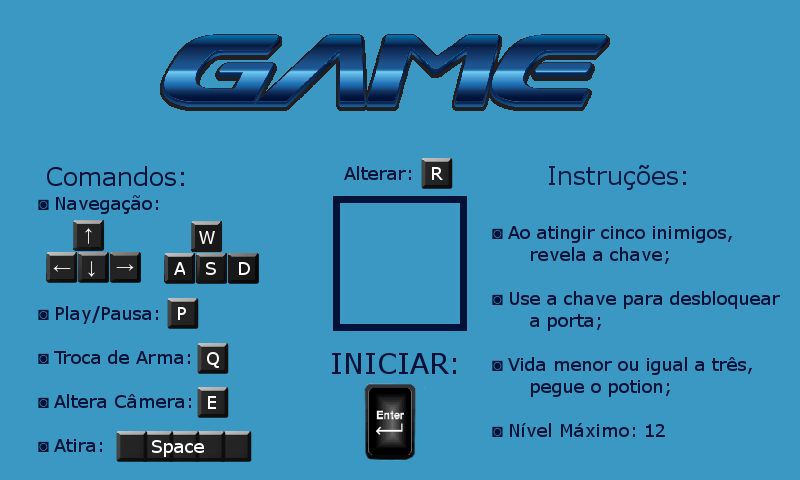 GAME
Comandos:
◙ Navegação:
↑
← ↓ →
W
A S D
◙ Play/Pausa: P
◙ Troca de Arma: Q
◙ Altera Câmera: E
◙ Atira: Space
Alterar: R
INICIAR:
Enter
Instruções:
◙ Ao atingir cinco inimigos,
revela a chave;
◙ Use a chave para desbloquear
a porta;
◙ Vida menor ou igual a três,
pegue o potion;
◙ Nível Máximo: 12